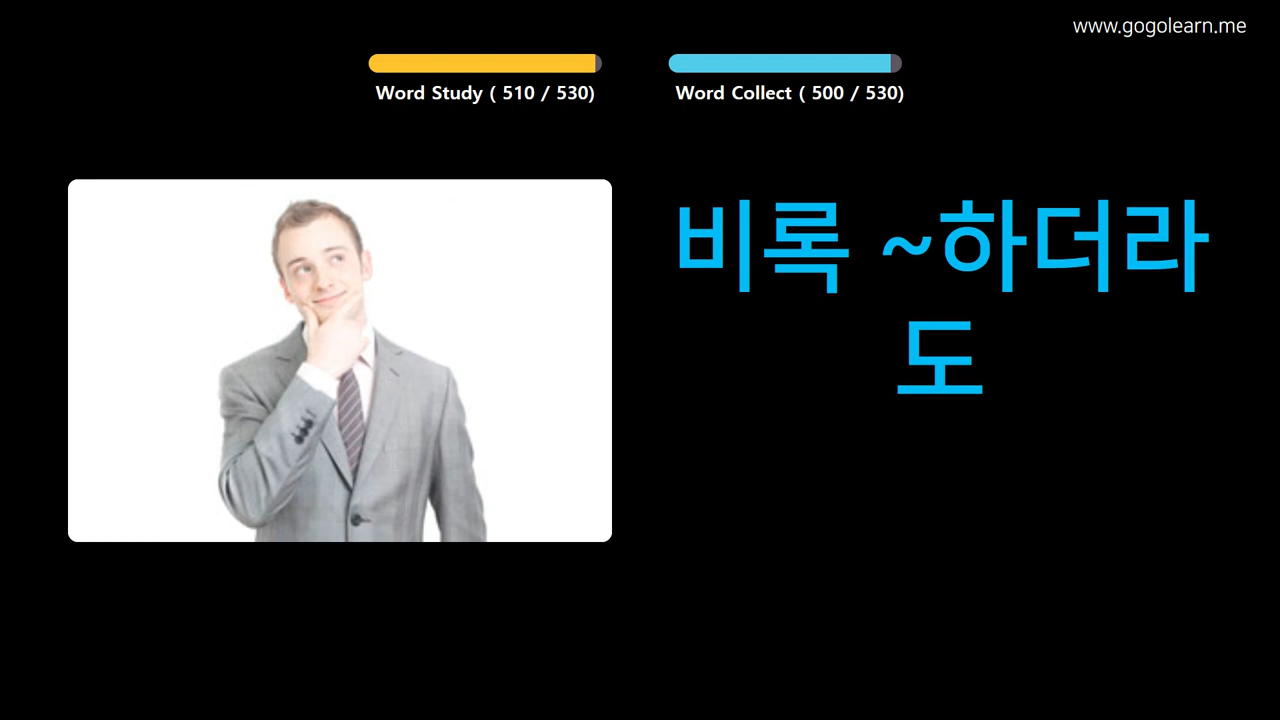 www.gogolearn.me
Word Study ( 510 / 530)
Word Collect ( 500 / 530)
비록 ~하더라
도